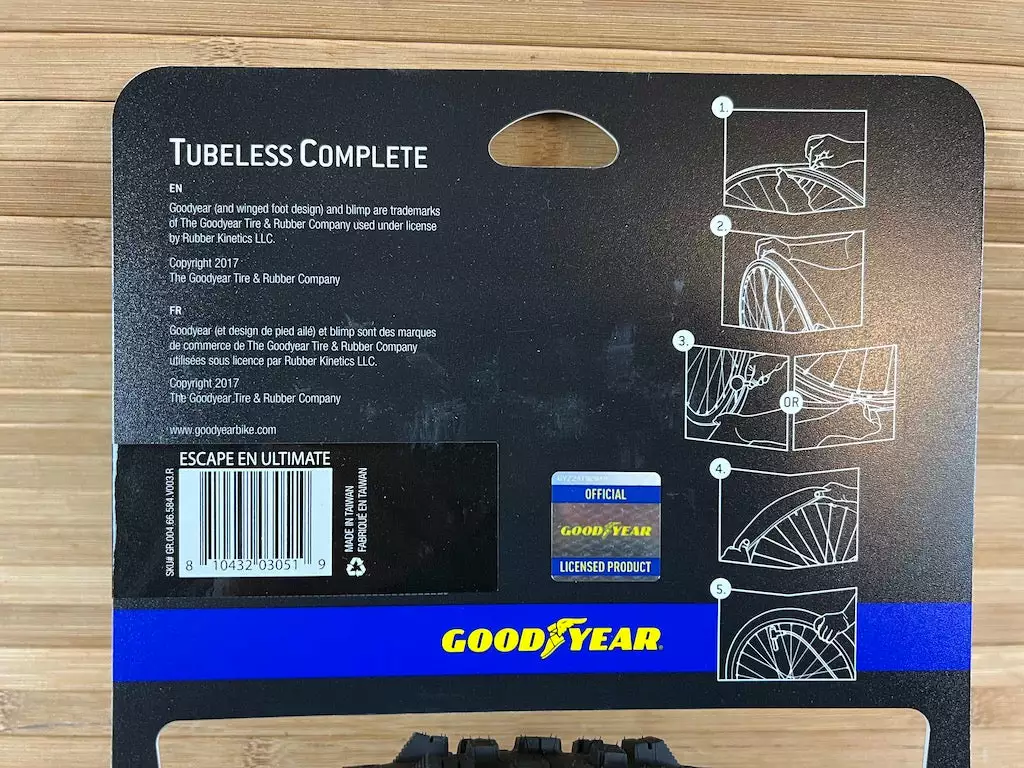 TUBELESS COMPLETE
EN
Goodyear (and winged foot design) and blimp are trademarks
of The Goodyear Tire & Rubber Company used under license
by Rubber Kinetics LLC.
Copyright 2017
The Goodyear Tire & Rubber Company
FR
Goodyear (et design de pied ailé) et blimp sont des marques
de commerce de The Goodyear Tire & Rubber Company
utilisées sous licence par Rubber Kinetics LLC.
Copyright 2017
The Goodyear Tire & Rubber Company
www.goodyearbike.com
ESCAPE EN ULTIMATE
SKU# GR.004.66.584.V003.R
8 10432 03051 9
MADE IN TAIWAN
FABRIQUÉ EN TAIWAN
OFFICIAL
GOODYEAR
LICENSED PRODUCT
GOODYEAR
1.
2.
3.
OR
4.
5.